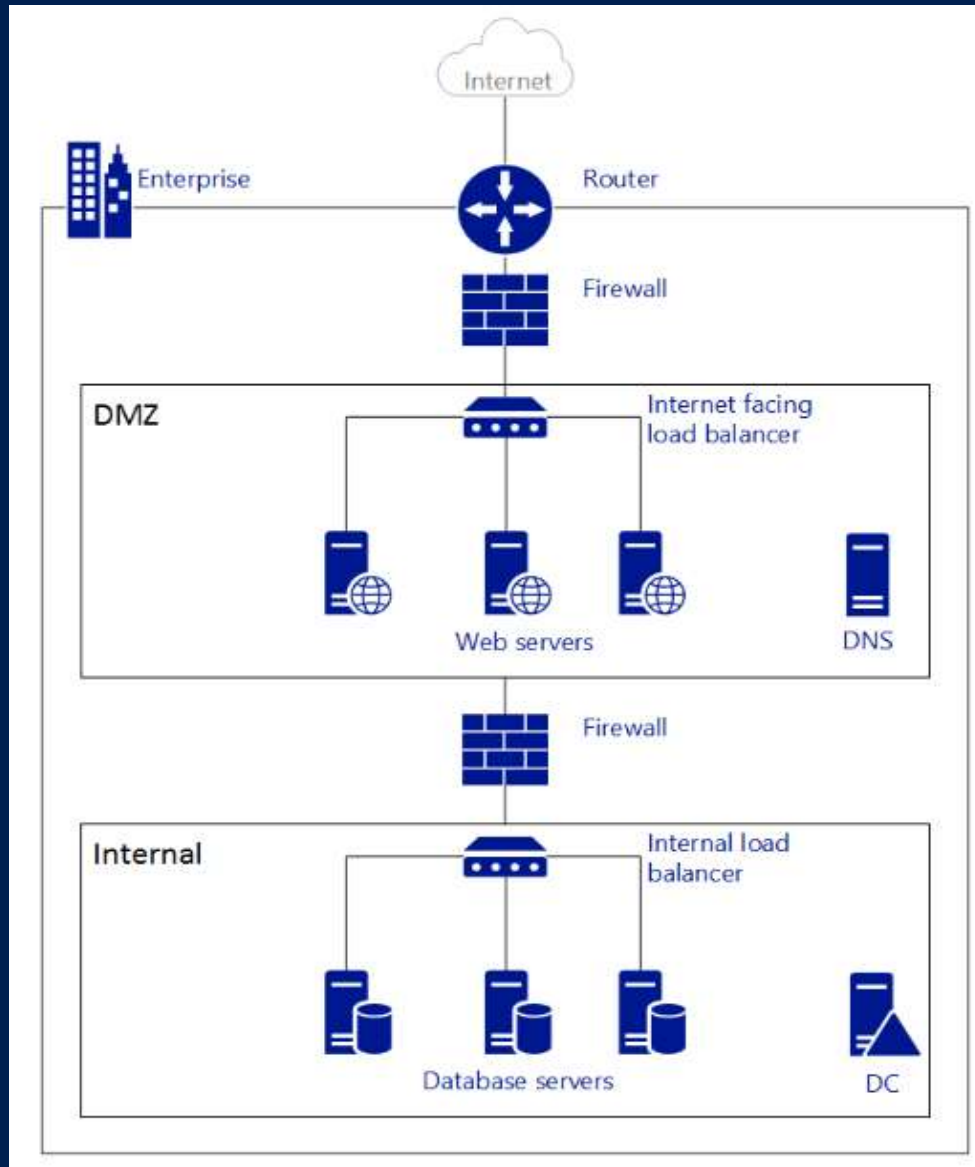 Internet
Enterprise
Router
Firewall
DMZ
Internet facing
load balancer
Web servers
DNS
Firewall
Internal
Internal load
balancer
Database servers
DC